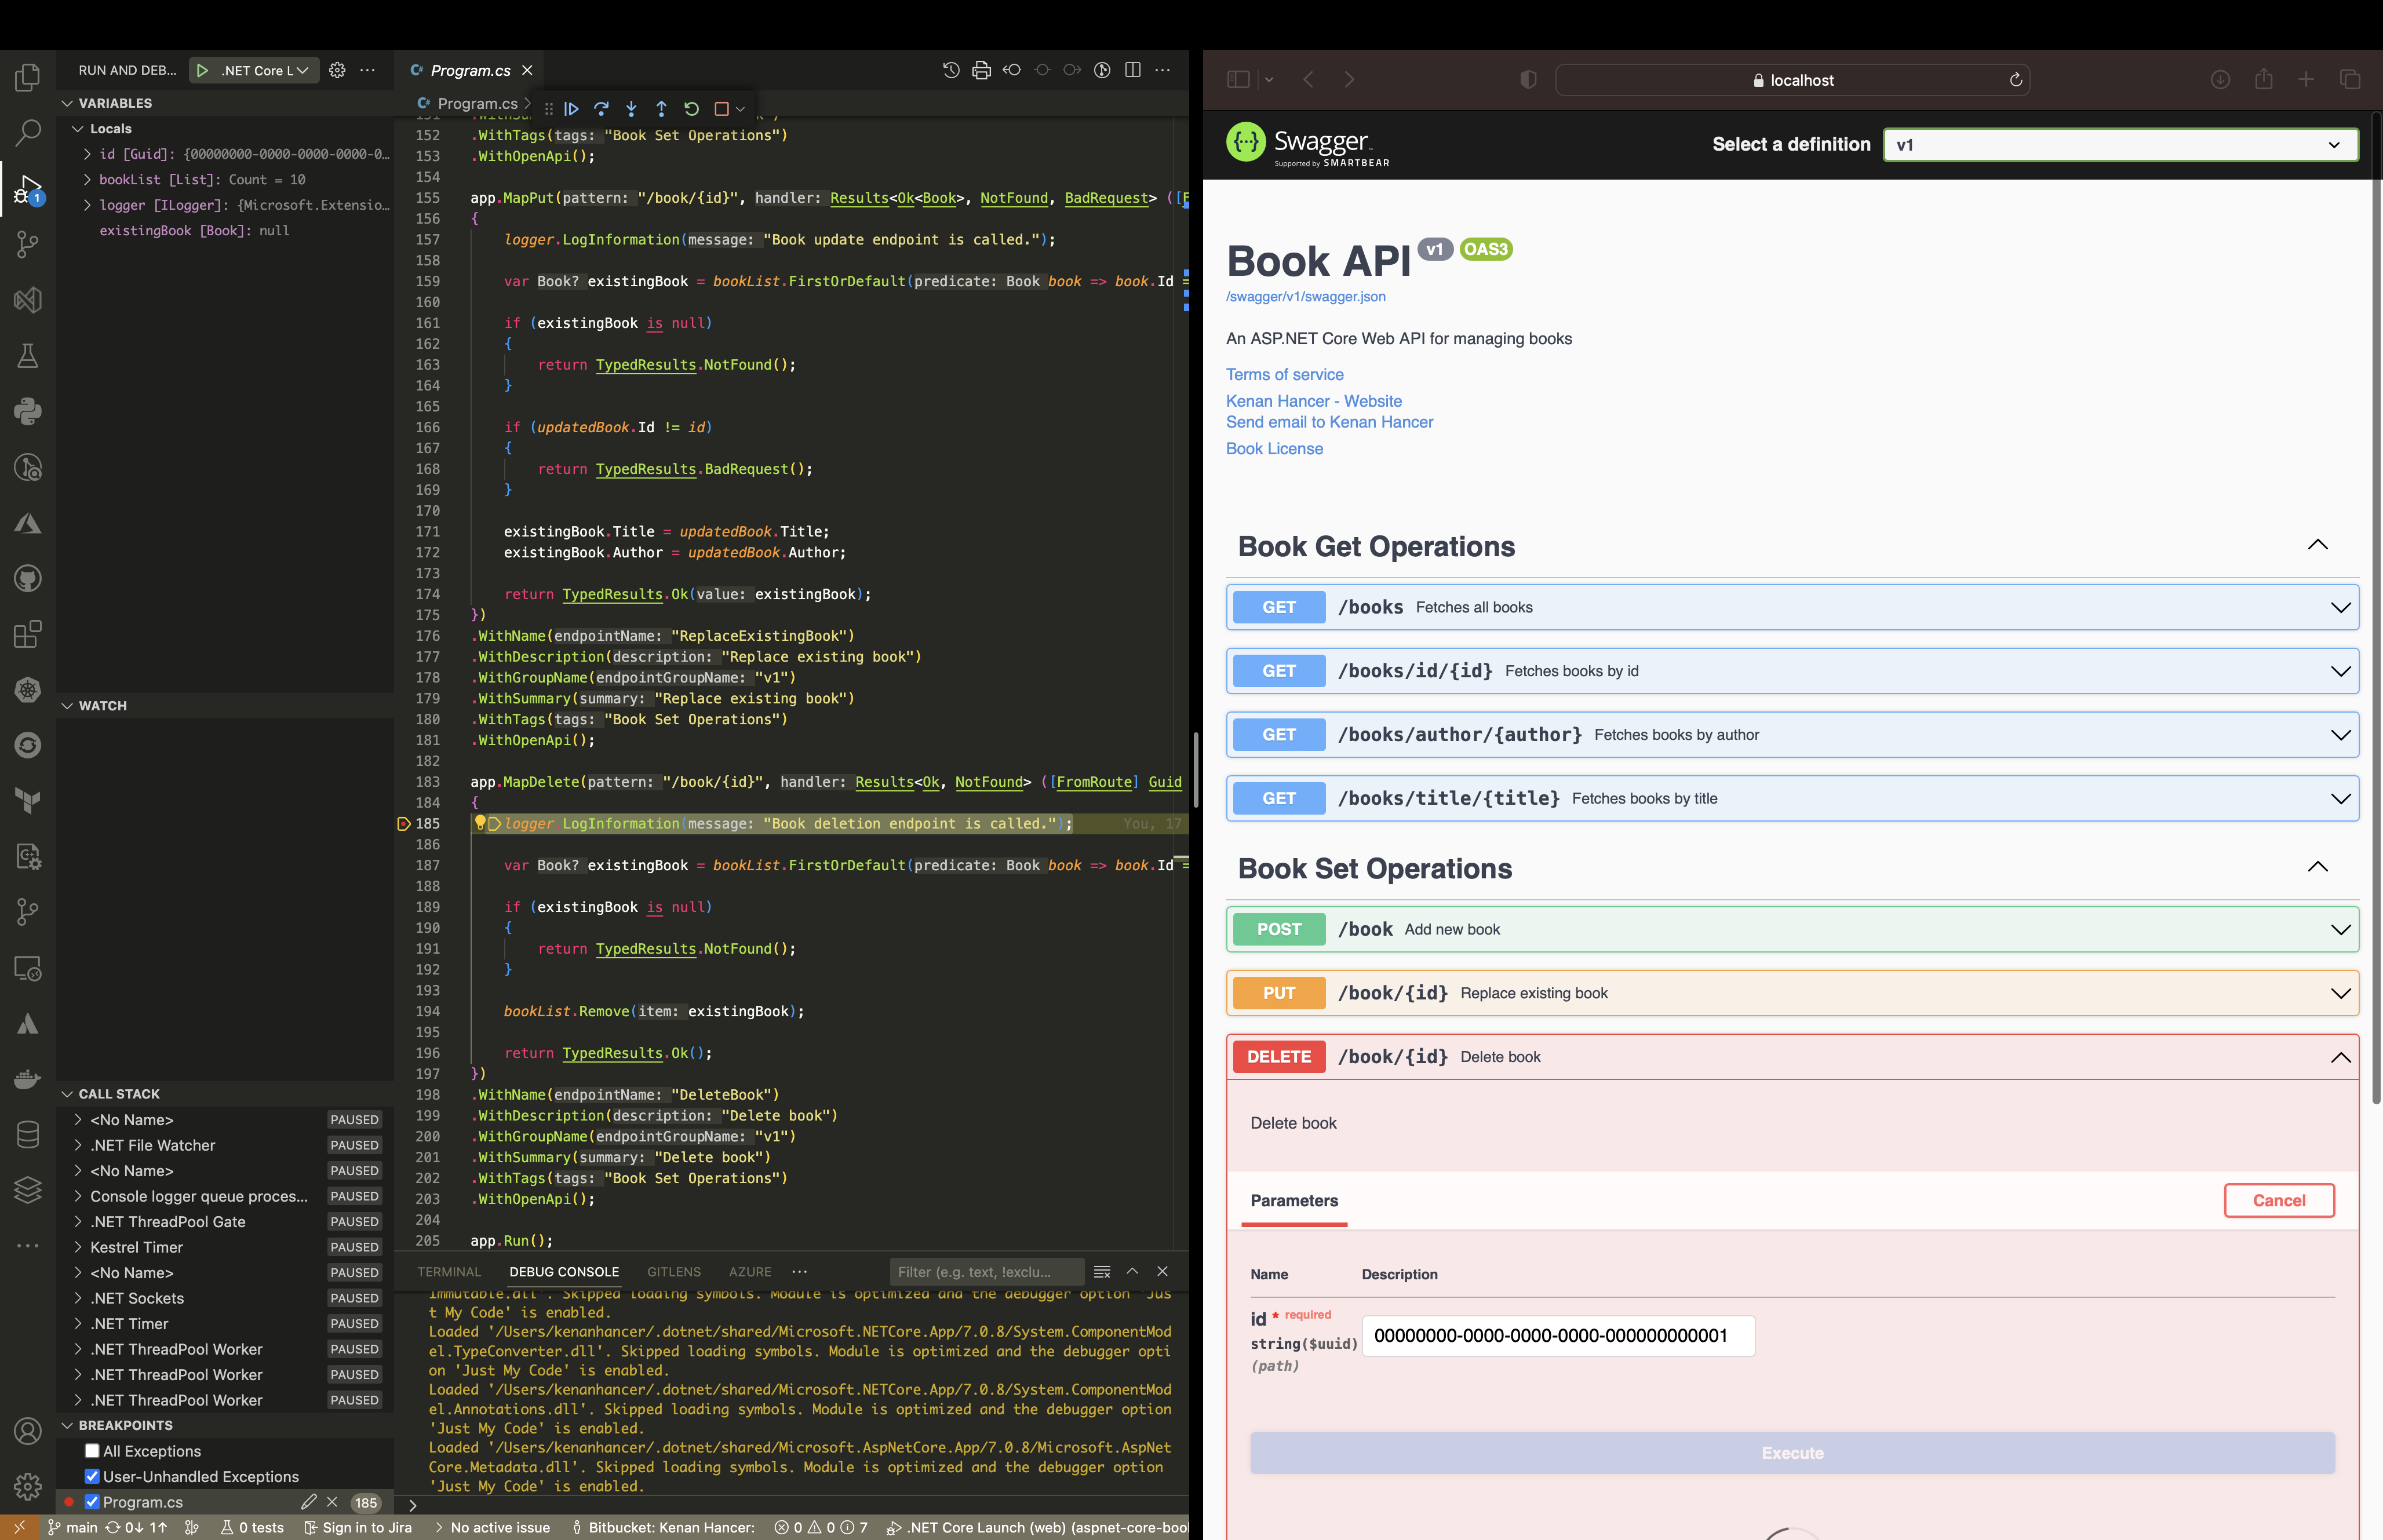 RUN AND DEB...
.NET Core L
VARIABLES
Locals
id [Guid]: {00000000-0000-0000-0000-0...
bookList [List]: Count = 10
logger [ILogger]: {Microsoft.Extensio...
existingBook [Book]: null
WATCH
CALL STACK
<No Name> PAUSED
.NET File Watcher PAUSED
<No Name> PAUSED
Console logger queue proces... PAUSED
.NET ThreadPool Gate PAUSED
Kestrel Timer PAUSED
<No Name> PAUSED
.NET Sockets PAUSED
.NET Timer PAUSED
.NET ThreadPool Worker PAUSED
.NET ThreadPool Worker PAUSED
.NET ThreadPool Worker PAUSED
BREAKPOINTS
All Exceptions
User-Unhandled Exceptions
Program.cs 185
1
Program.cs
Program.cs
152 .WithTags(tags: "Book Set Operations")
153 .WithOpenApi();
154
155 app.MapPut(pattern: "/book/{id}", handler: Results<Ok<Book>, NotFound, BadRequest> ([F
156 {
157 logger.LogInformation(message: "Book update endpoint is called.");
158
159 var Book? existingBook = bookList.FirstOrDefault(predicate: Book book => book.Id =
160
161 if (existingBook is null)
162 {
163 return TypedResults.NotFound();
164 }
165
166 if (updatedBook.Id != id)
167 {
168 return TypedResults.BadRequest();
169 }
170
171 existingBook.Title = updatedBook.Title;
172 existingBook.Author = updatedBook.Author;
173
174 return TypedResults.Ok(value: existingBook);
175 })
176 .WithName(endpointName: "ReplaceExistingBook")
177 .WithDescription(description: "Replace existing book")
178 .WithGroupName(endpointGroupName: "v1")
179 .WithSummary(summary: "Replace existing book")
180 .WithTags(tags: "Book Set Operations")
181 .WithOpenApi();
182
183 app.MapDelete(pattern: "/book/{id}", handler: Results<Ok, NotFound> ([FromRoute] Guid
184 {
185 logger.LogInformation(message: "Book deletion endpoint is called."); You, 17
186
187 var Book? existingBook = bookList.FirstOrDefault(predicate: Book book => book.Id =
188
189 if (existingBook is null)
190 {
191 return TypedResults.NotFound();
192 }
193
194 bookList.Remove(item: existingBook);
195
196 return TypedResults.Ok();
197 })
198 .WithName(endpointName: "DeleteBook")
199 .WithDescription(description: "Delete book")
200 .WithGroupName(endpointGroupName: "v1")
201 .WithSummary(summary: "Delete book")
202 .WithTags(tags: "Book Set Operations")
203 .WithOpenApi();
204
205 app.Run();
TERMINAL DEBUG CONSOLE GITLENS AZURE Filter (e.g. text, !exclu...
Immutable.dll'. Skipped loading symbols. Module is optimized and the debugger option 'Jus
t My Code' is enabled.
Loaded '/Users/kenanhancer/.dotnet/shared/Microsoft.NETCore.App/7.0.8/System.ComponentMod
el.TypeConverter.dll'. Skipped loading symbols. Module is optimized and the debugger opti
on 'Just My Code' is enabled.
Loaded '/Users/kenanhancer/.dotnet/shared/Microsoft.NETCore.App/7.0.8/System.ComponentMod
el.Annotations.dll'. Skipped loading symbols. Module is optimized and the debugger option
'Just My Code' is enabled.
Loaded '/Users/kenanhancer/.dotnet/shared/Microsoft.AspNetCore.App/7.0.8/Microsoft.AspNet
Core.Metadata.dll'. Skipped loading symbols. Module is optimized and the debugger option
'Just My Code' is enabled.
main 0↓ 1↑ 0 tests Sign in to Jira No active issue Bitbucket: Kenan Hancer: 0 0 7 .NET Core Launch (web) (aspnet-core-boo
localhost
Swagger
Supported by SMARTBEAR
Select a definition v1
Book API v1 OAS3
/swagger/v1/swagger.json
An ASP.NET Core Web API for managing books
Terms of service
Kenan Hancer - Website
Send email to Kenan Hancer
Book License
Book Get Operations
GET /books Fetches all books
GET /books/id/{id} Fetches books by id
GET /books/author/{author} Fetches books by author
GET /books/title/{title} Fetches books by title
Book Set Operations
POST /book Add new book
PUT /book/{id} Replace existing book
DELETE /book/{id} Delete book
Delete book
Parameters
Cancel
Name Description
id * required
string($uuid)
(path)
00000000-0000-0000-0000-000000000001
Execute